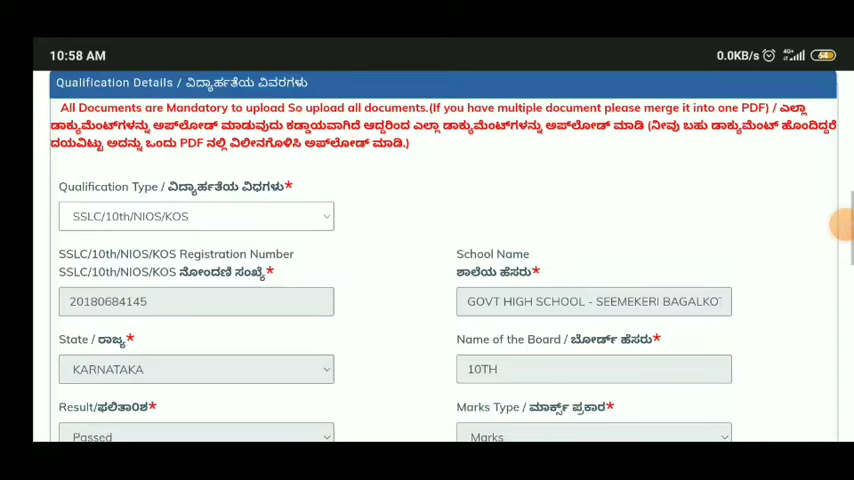 10:58 AM
0.0KB/s
4G+
64
Qualification Details / ವಿದ್ಯಾರ್ಹತೆಯ ವಿವರಗಳು
All Documents are Mandatory to upload So upload all documents.(If you have multiple document please merge it into one PDF) / ಎಲ್ಲಾ
ಡಾಕ್ಯುಮೆಂಟ್‌ಗಳನ್ನು ಅಪ್‌ಲೋಡ್ ಮಾಡುವುದು ಕಡ್ಡಾಯವಾಗಿದೆ ಆದ್ದರಿಂದ ಎಲ್ಲಾ ಡಾಕ್ಯುಮೆಂಟ್‌ಗಳನ್ನು ಅಪ್‌ಲೋಡ್ ಮಾಡಿ (ನೀವು ಬಹು ಡಾಕ್ಯುಮೆಂಟ್ ಹೊಂದಿದ್ದರೆ
ದಯವಿಟ್ಟು ಅದನ್ನು ಒಂದು PDF ನಲ್ಲಿ ವಿಲೀನಗೊಳಿಸಿ ಅಪ್‌ಲೋಡ್ ಮಾಡಿ.)
Qualification Type / ವಿದ್ಯಾರ್ಹತೆಯ ವಿಧಗಳು*
SSLC/10th/NIOS/KOS
SSLC/10th/NIOS/KOS Registration Number
SSLC/10th/NIOS/KOS ನೋಂದಣಿ ಸಂಖ್ಯೆ*
20180684145
School Name
ಶಾಲೆಯ ಹೆಸರು*
GOVT HIGH SCHOOL - SEEMEKERI BAGALKOT
State / ರಾಜ್ಯ*
KARNATAKA
Name of the Board / ಬೋರ್ಡ್ ಹೆಸರು*
10TH
Result/ಫಲಿತಾಂಶ*
Passed
Marks Type / ಮಾರ್ಕ್ಸ್ ಪ್ರಕಾರ*
Marks